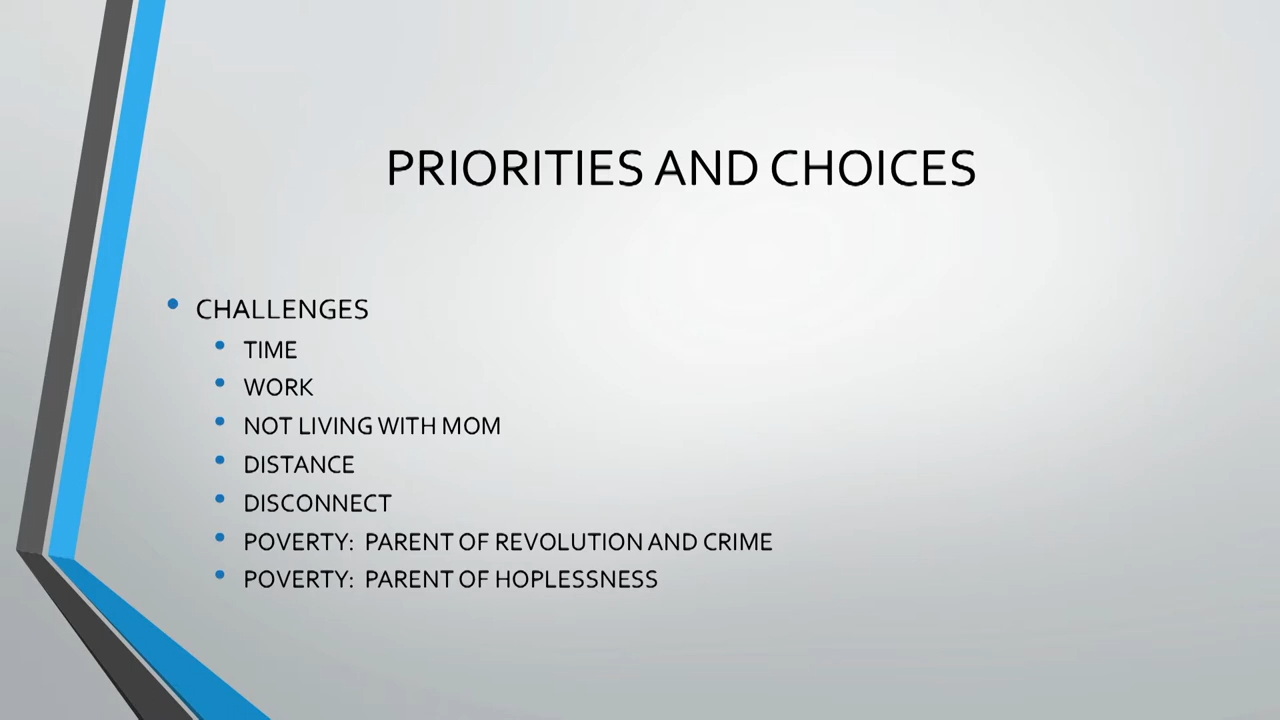 PRIORITIES AND CHOICES
• CHALLENGES
• TIME
• WORK
• NOT LIVING WITH MOM
• DISTANCE
• DISCONNECT
• POVERTY: PARENT OF REVOLUTION AND CRIME
• POVERTY: PARENT OF HOPLESSNESS